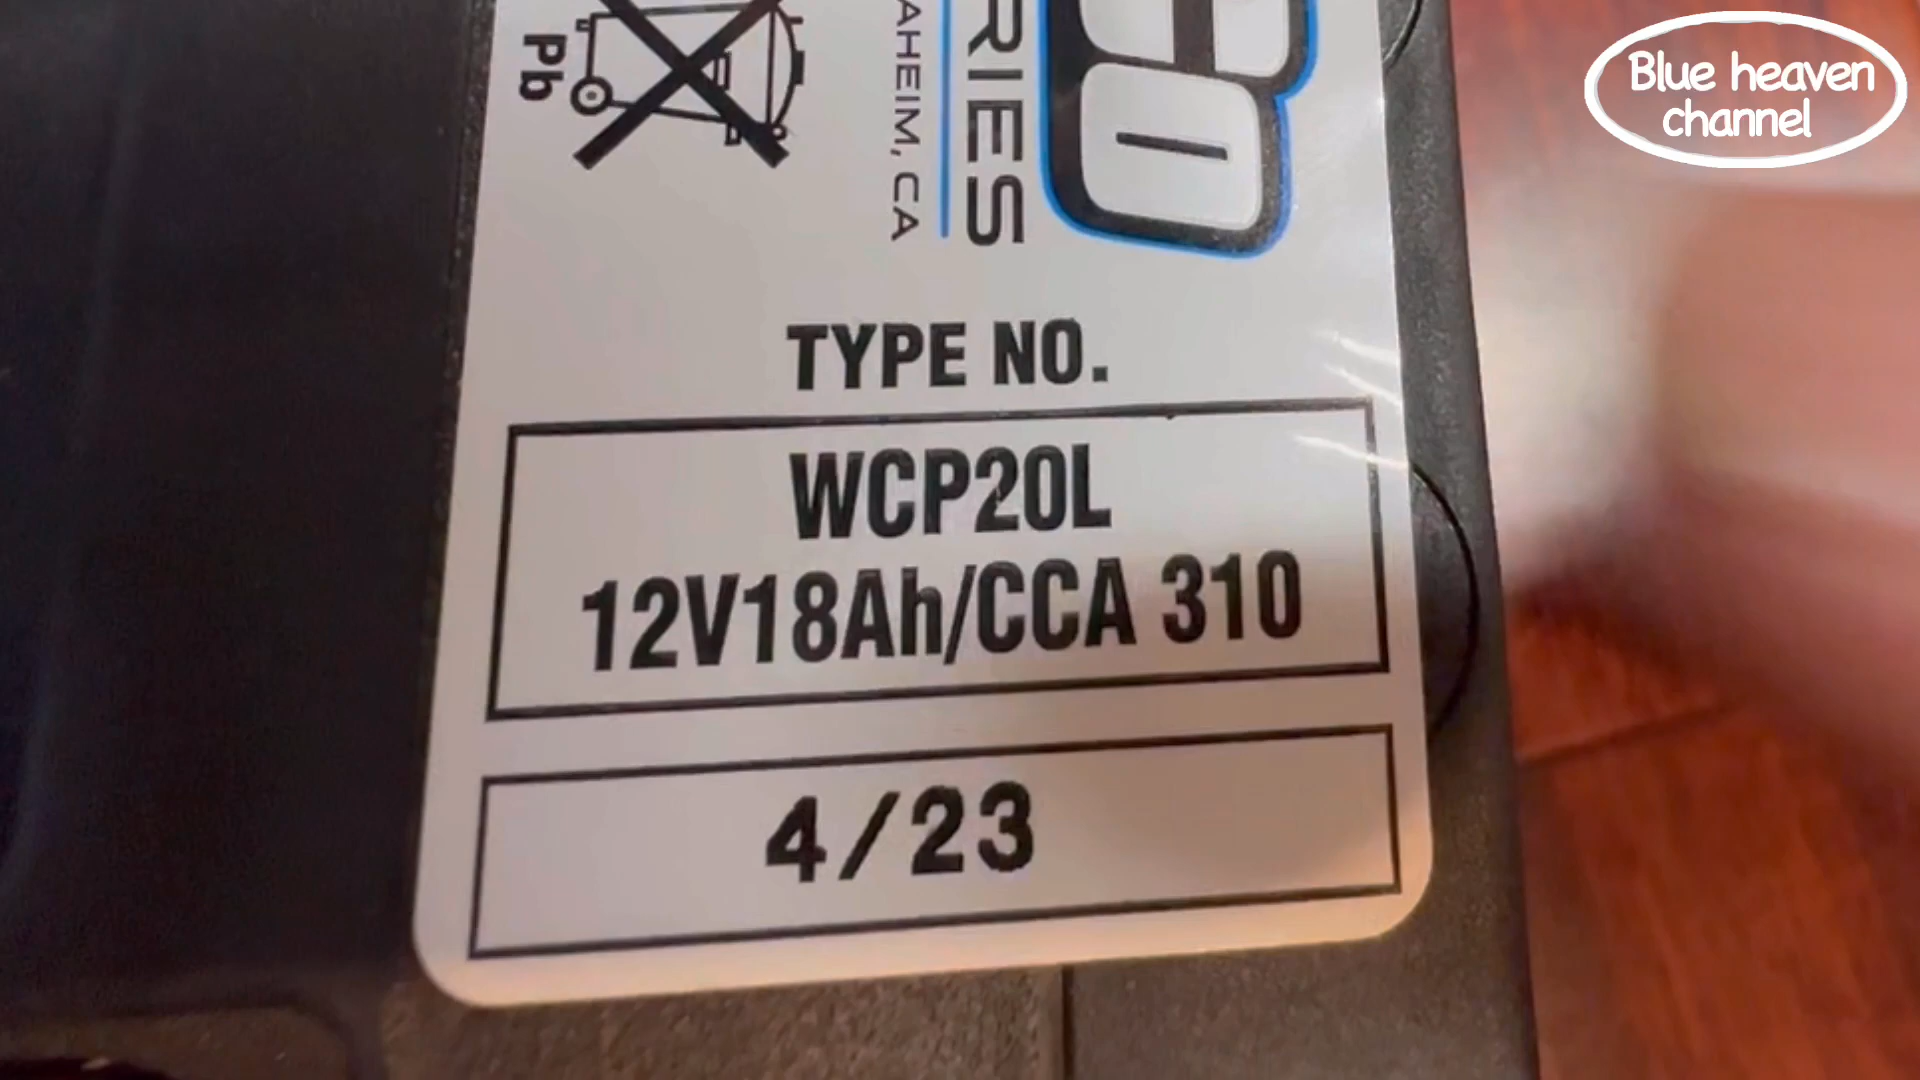 Blue heaven
channel
Pb
AHEIM, CA
RIES
TYPE NO.
WCP20L
12V18Ah/CCA 310
4/23